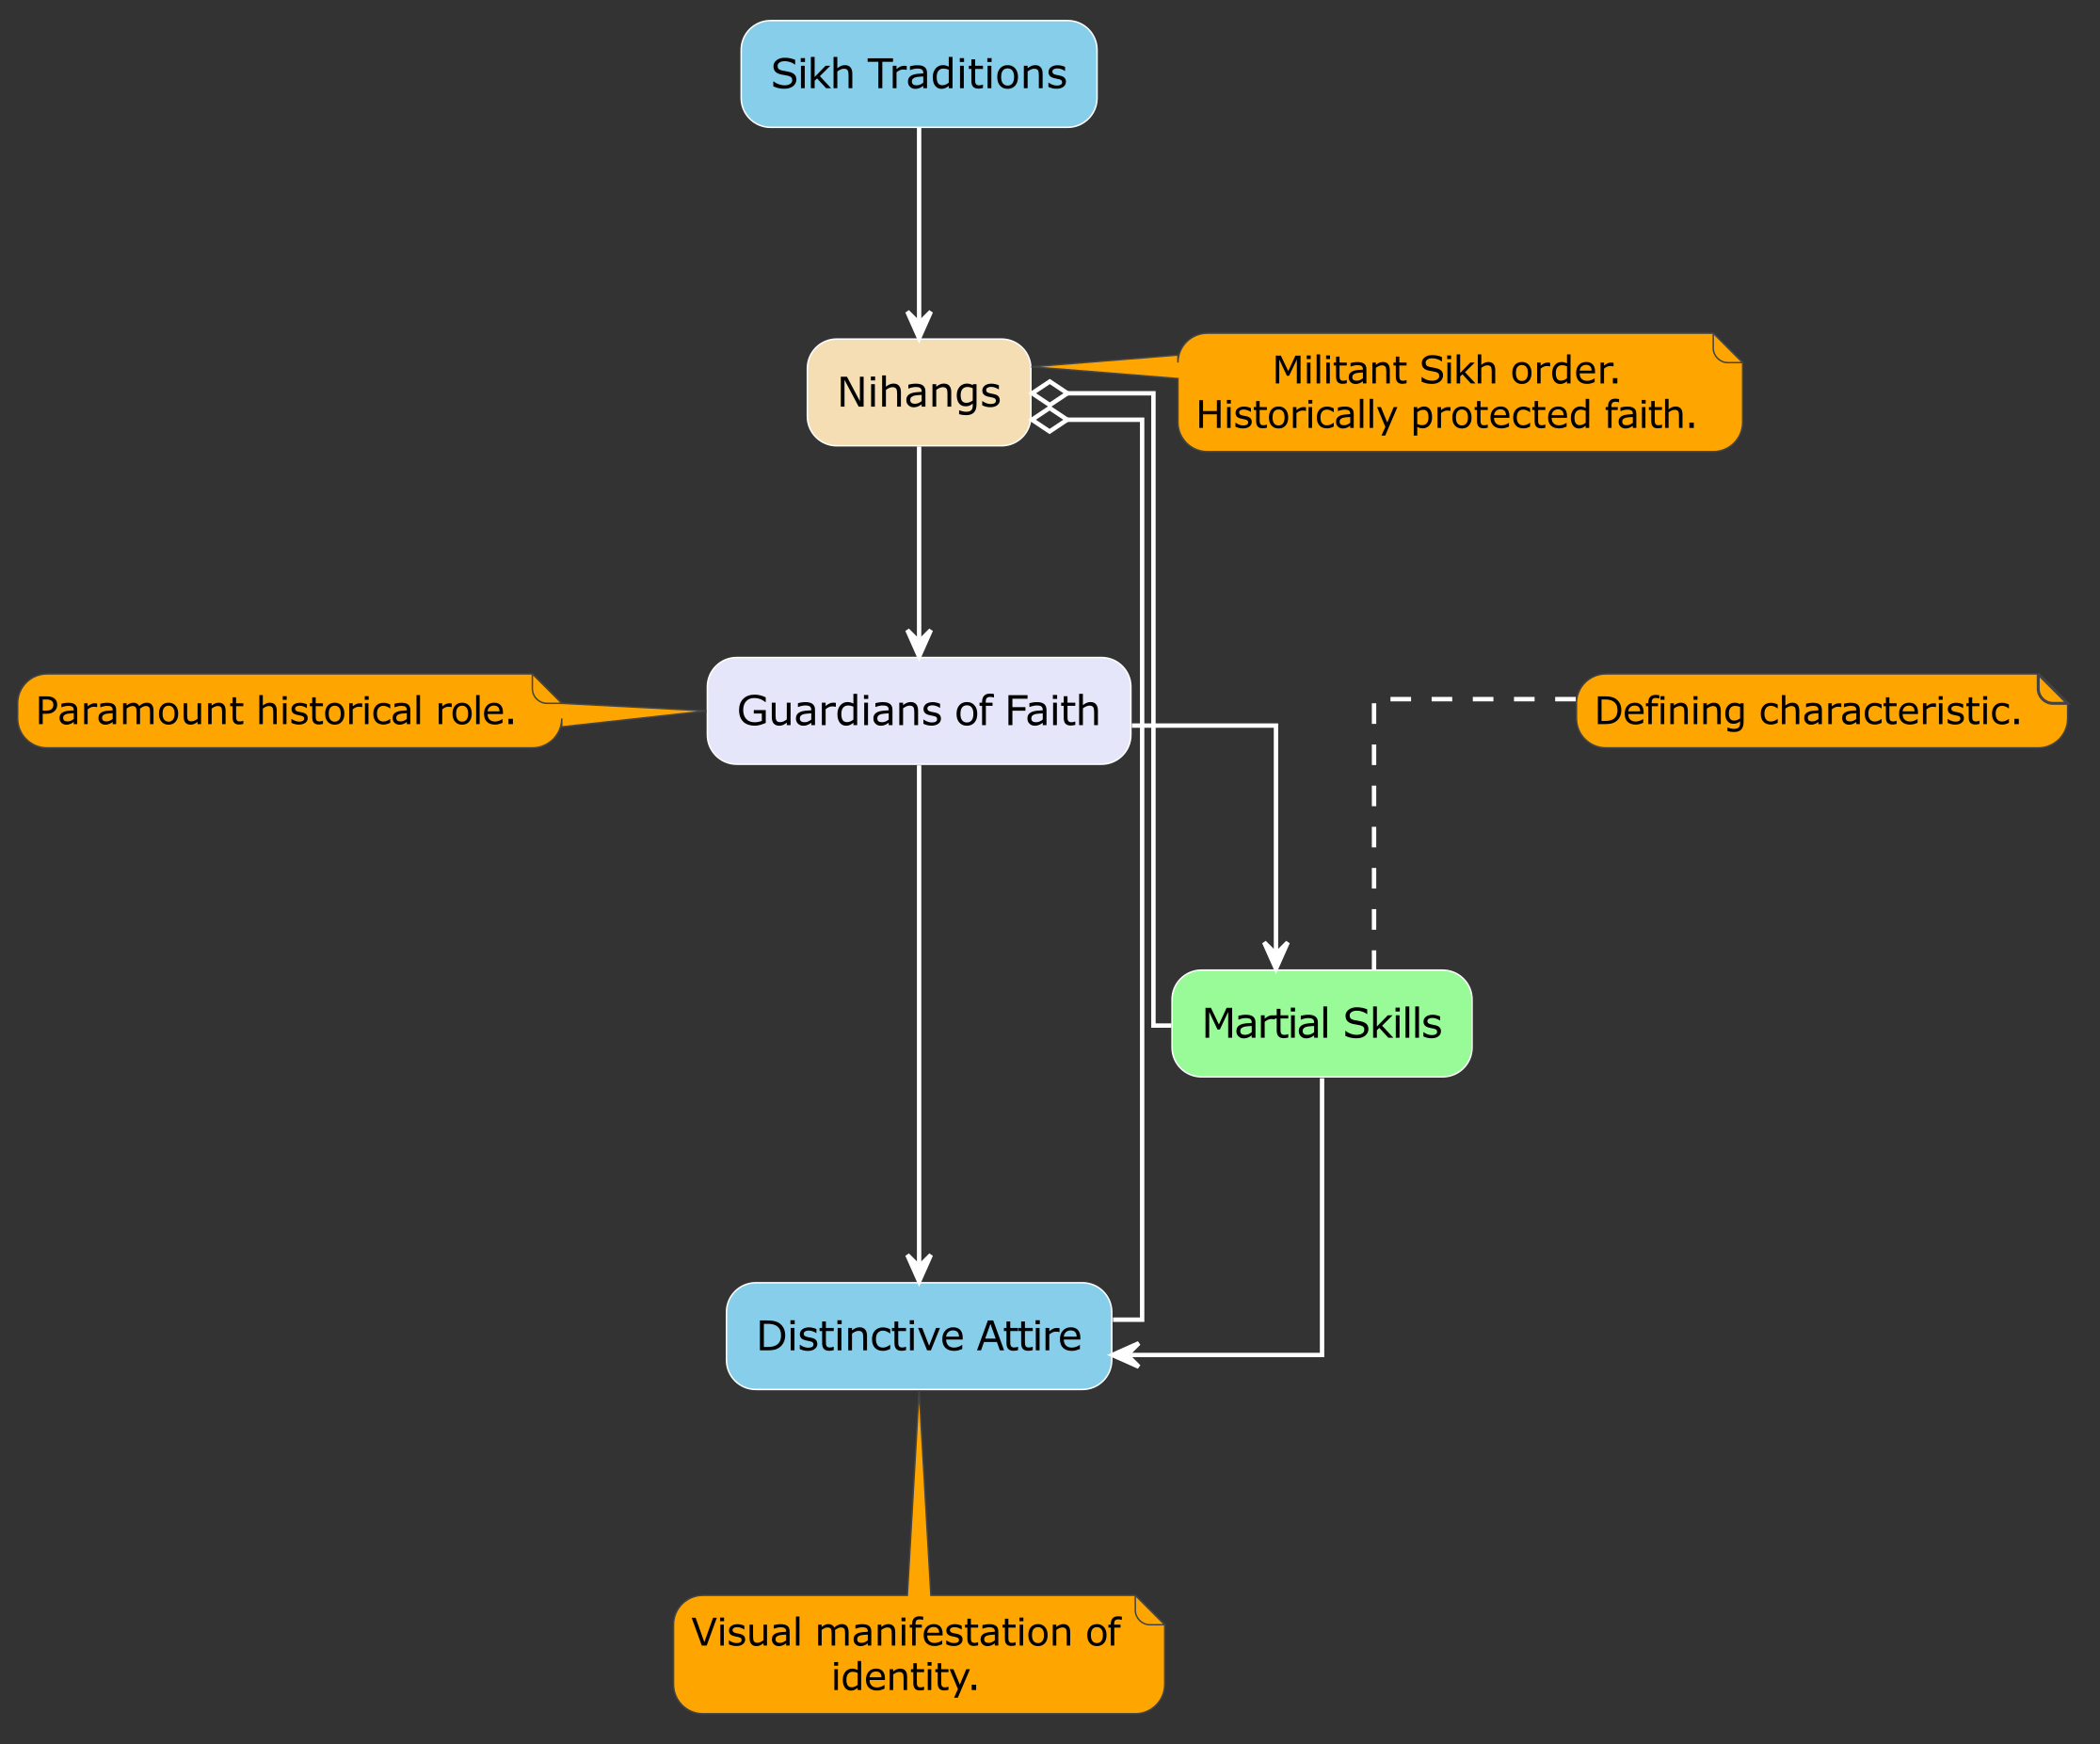 Sikh Traditions
Nihangs
Militant Sikh order.
Historically protected faith.
Paramount historical role.
Guardians of Faith
Defining characteristic.
Martial Skills
Distinctive Attire
Visual manifestation of
identity.